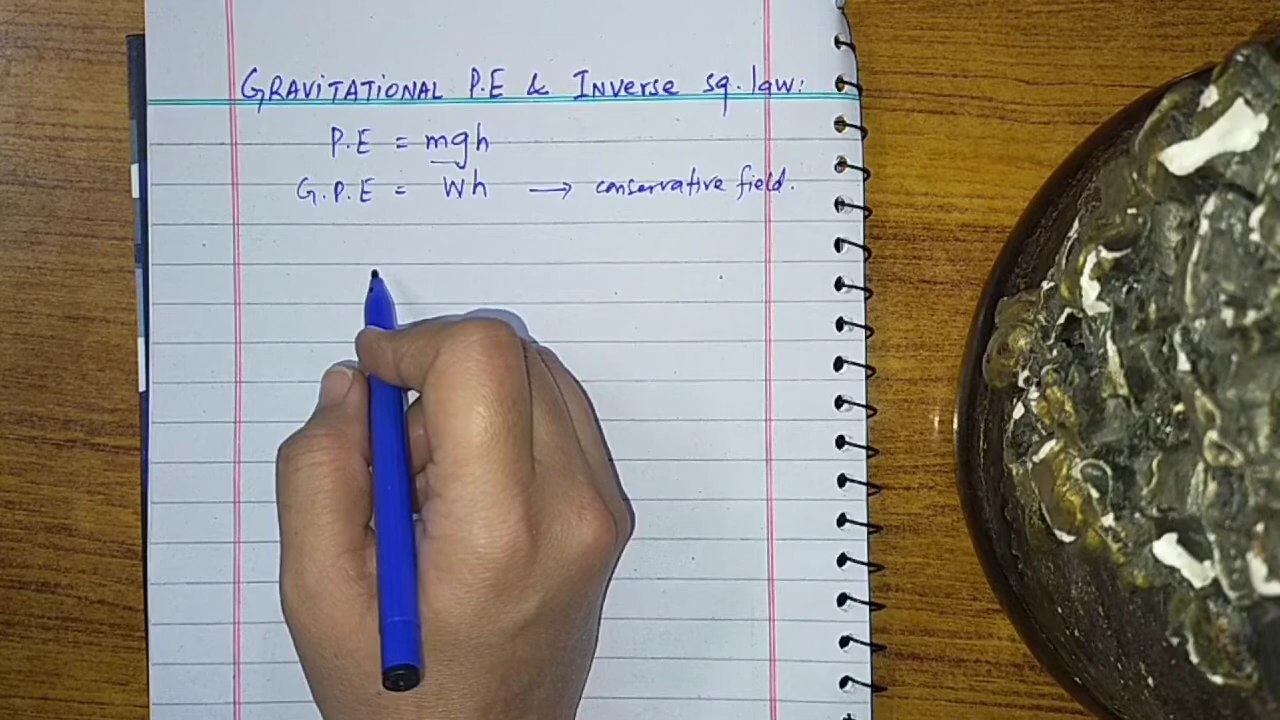 GRAVITATIONAL P.E & Inverse sq. law:
P.E = mgh
G.P.E = Wh → conservative field.